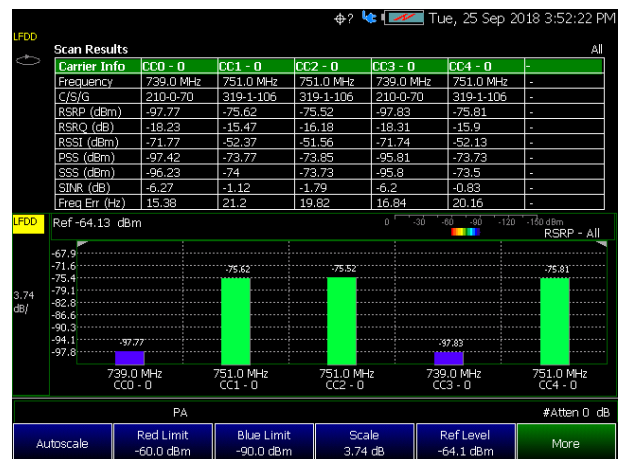 ? Tue, 25 Sep 2018 3:52:22 PM
LFDD
Scan Results All
Carrier Info CC0 - 0 CC1 - 0 CC2 - 0 CC3 - 0 CC4 - 0 -
Frequency 739.0 MHz 751.0 MHz 751.0 MHz 739.0 MHz 751.0 MHz -
C/S/G 210-0-70 319-1-106 319-1-106 210-0-70 319-1-106 -
RSRP (dBm) -97.77 -75.62 -75.52 -97.83 -75.81 -
RSRQ (dB) -18.23 -15.47 -16.18 -18.31 -15.9 -
RSSI (dBm) -71.77 -52.37 -51.56 -71.74 -52.13 -
PSS (dBm) -97.42 -73.77 -73.85 -95.81 -73.73 -
SSS (dBm) -96.23 -74 -73.73 -95.8 -73.5 -
SINR (dB) -6.27 -1.12 -1.79 -6.2 -0.83 -
Freq Err (Hz) 15.38 21.2 19.82 16.84 20.16 -
LFDD Ref -64.13 dBm 0 -30 -60 -90 -120 -150 dBm
RSRP - All
-67.9
-71.6
-75.4
-79.1
-82.8
-86.6
-90.3
-94.1
-97.8
3.74
dB/
-97.77 -75.62 -75.52 -97.83 -75.81
739.0 MHz 751.0 MHz 751.0 MHz 739.0 MHz 751.0 MHz
CC0 - 0 CC1 - 0 CC2 - 0 CC3 - 0 CC4 - 0
PA #Atten 0 dB
Autoscale
Red Limit
-60.0 dBm
Blue Limit
-90.0 dBm
Scale
3.74 dB
Ref Level
-64.1 dBm
More